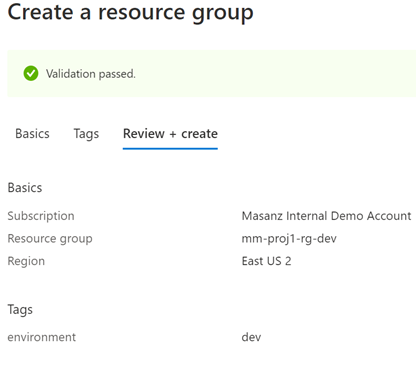 Create a resource group
Validation passed.
Basics Tags Review + create
Basics
Subscription Masanz Internal Demo Account
Resource group mm-proj1-rg-dev
Region East US 2
Tags
environment dev